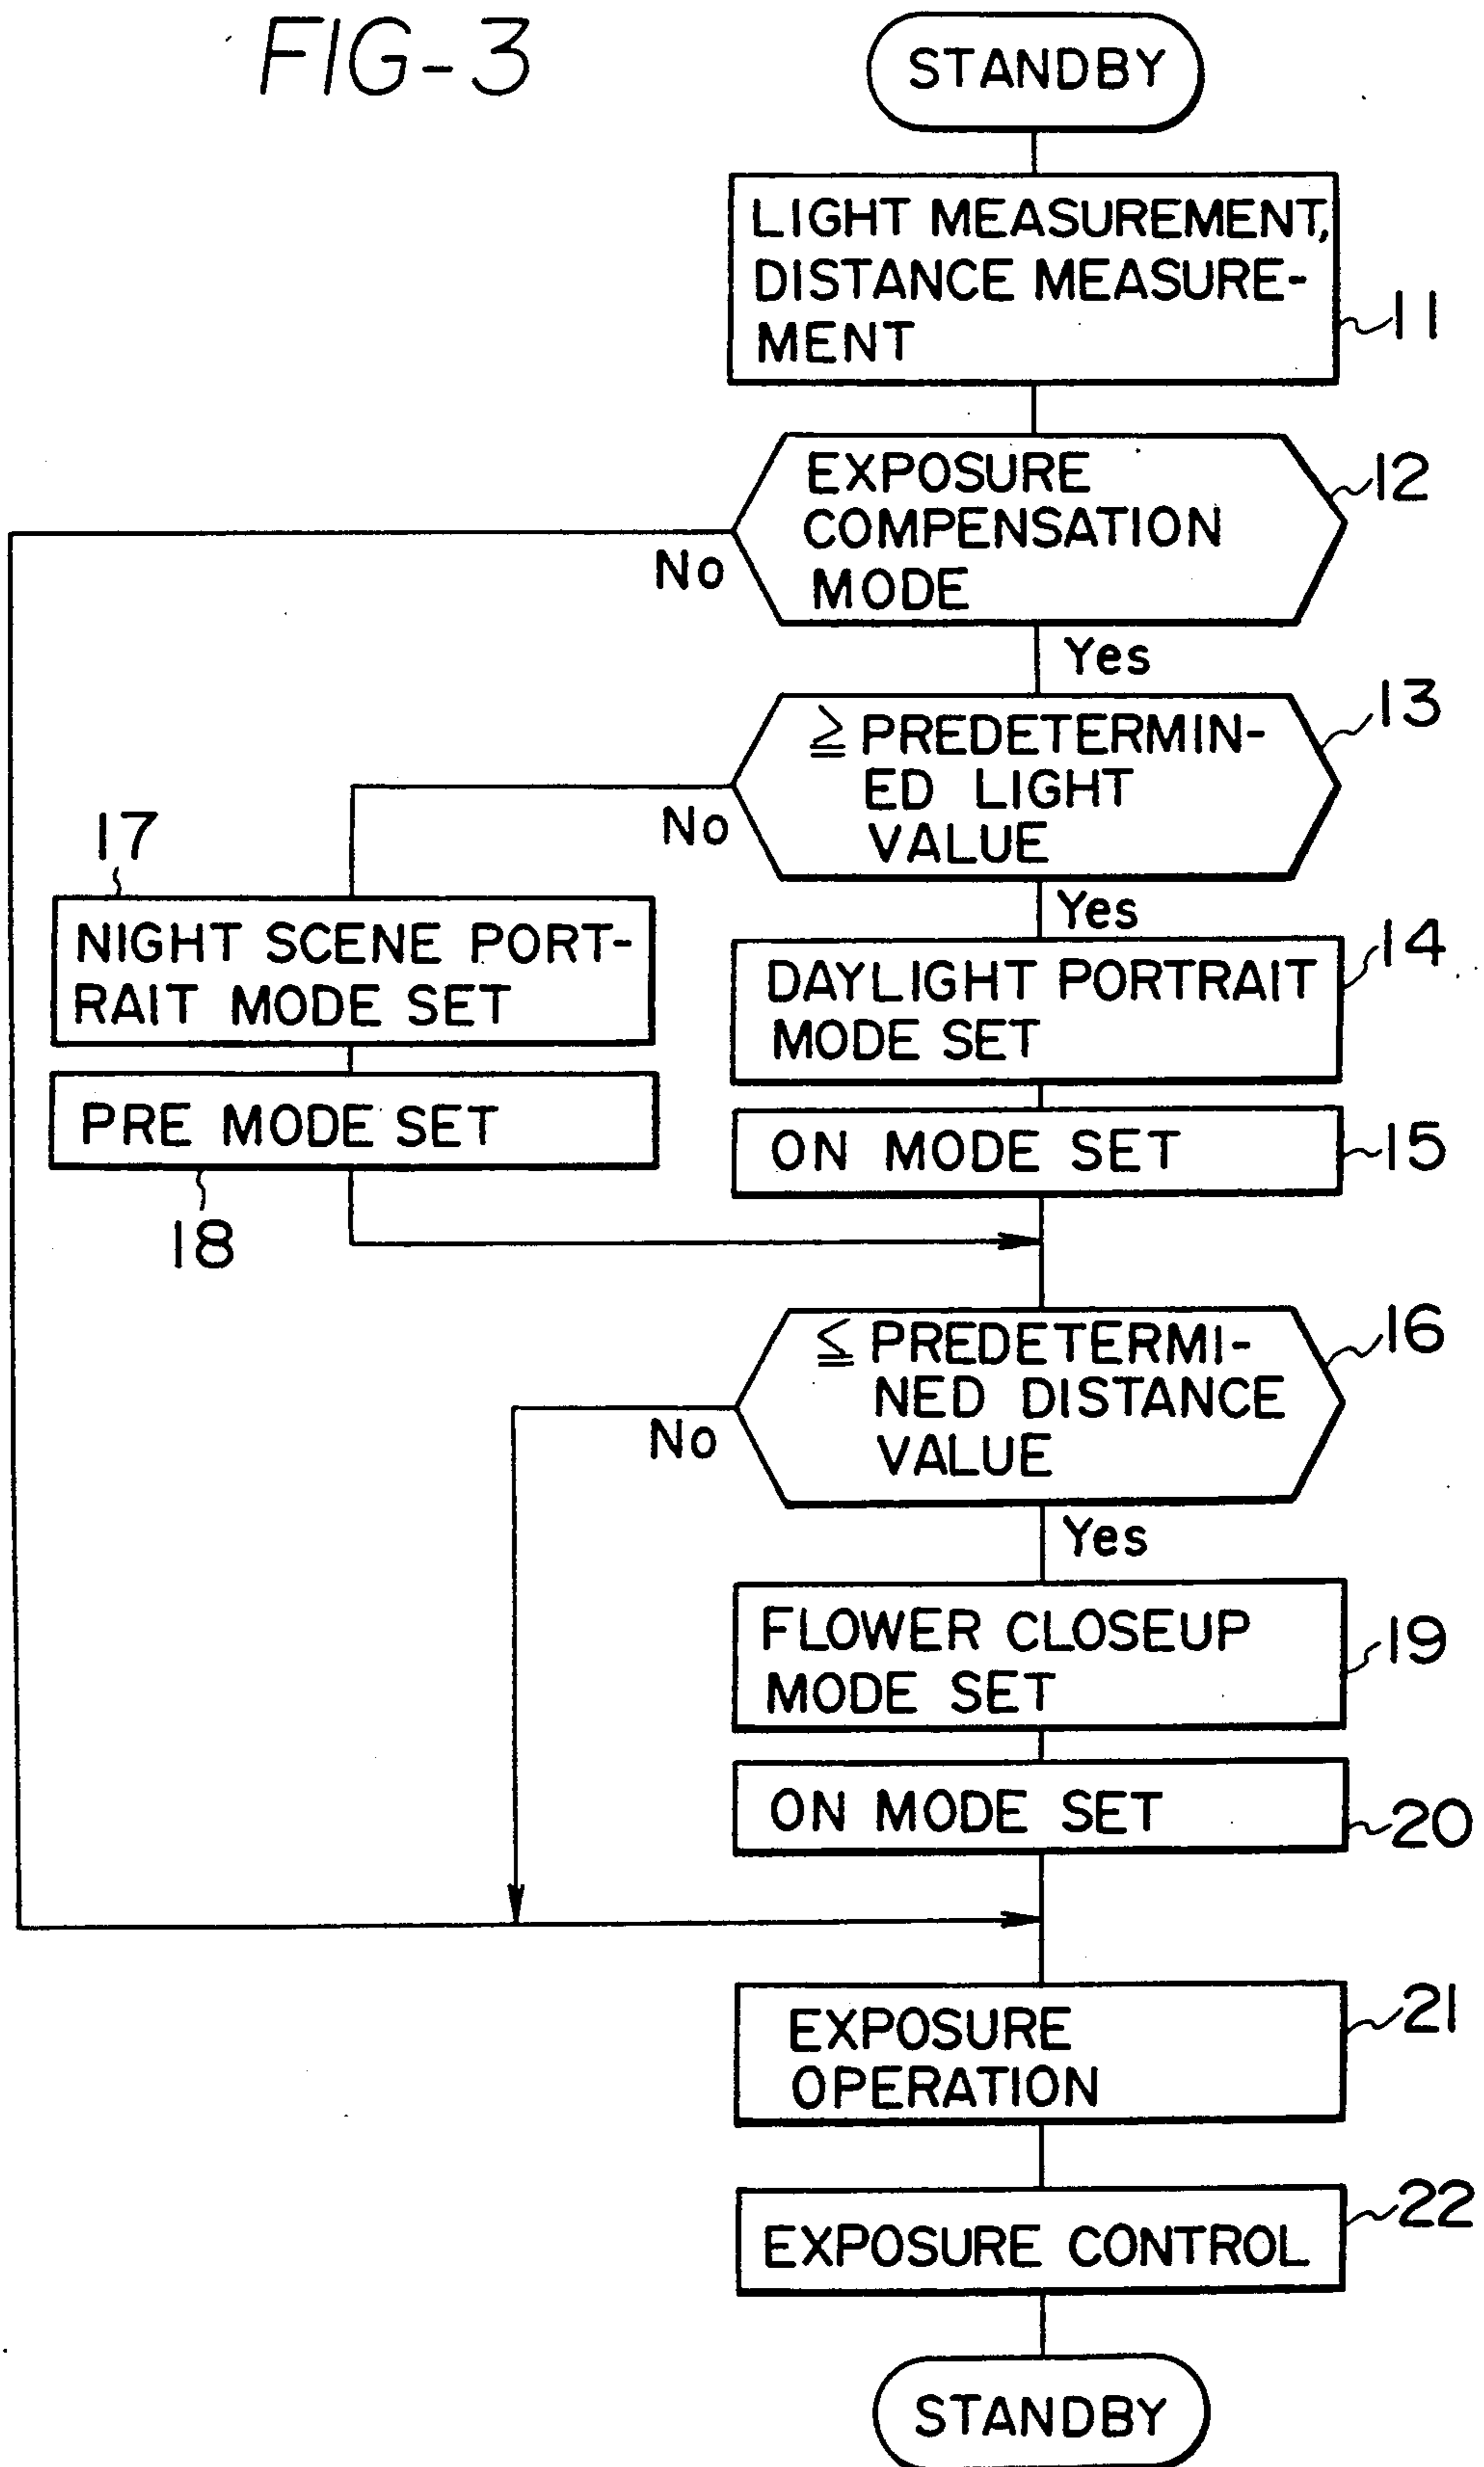 FIG-3
STANDBY
LIGHT MEASUREMENT,
DISTANCE MEASURE-
MENT
11
EXPOSURE
COMPENSATION
MODE
12
No
Yes
≧ PREDETERMIN-
ED LIGHT
VALUE
13
No
Yes
17
NIGHT SCENE PORT-
RAIT MODE SET
PRE MODE SET
18
DAYLIGHT PORTRAIT
MODE SET
14
ON MODE SET
15
≦ PREDETERMI-
NED DISTANCE
VALUE
16
No
Yes
FLOWER CLOSEUP
MODE SET
19
ON MODE SET
20
EXPOSURE
OPERATION
21
EXPOSURE CONTROL
22
STANDBY